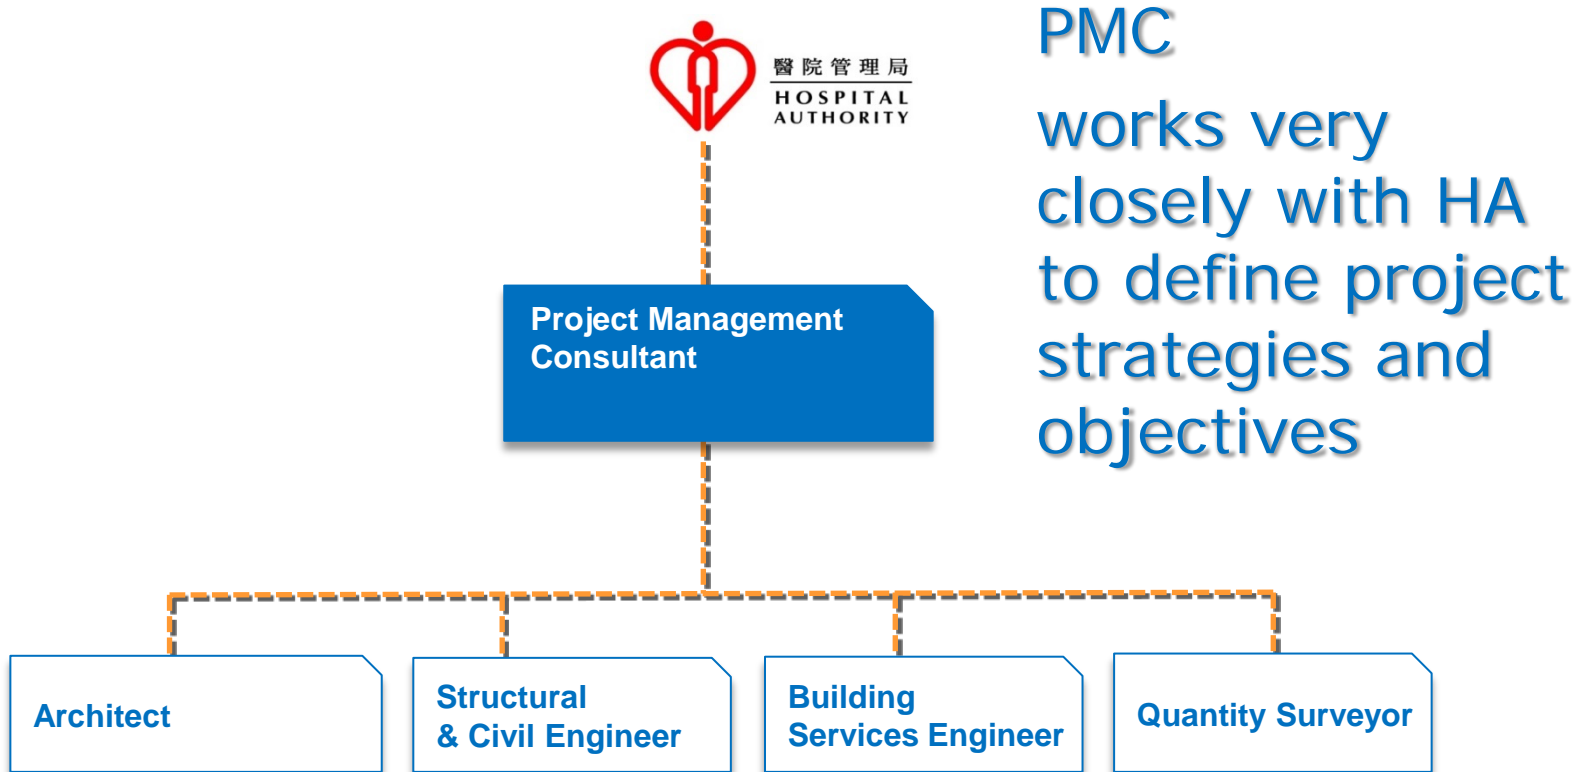 醫院管理局
HOSPITAL
AUTHORITY
PMC
works very
closely with HA
to define project
strategies and
objectives
Project Management
Consultant
Architect
Structural
& Civil Engineer
Building
Services Engineer
Quantity Surveyor